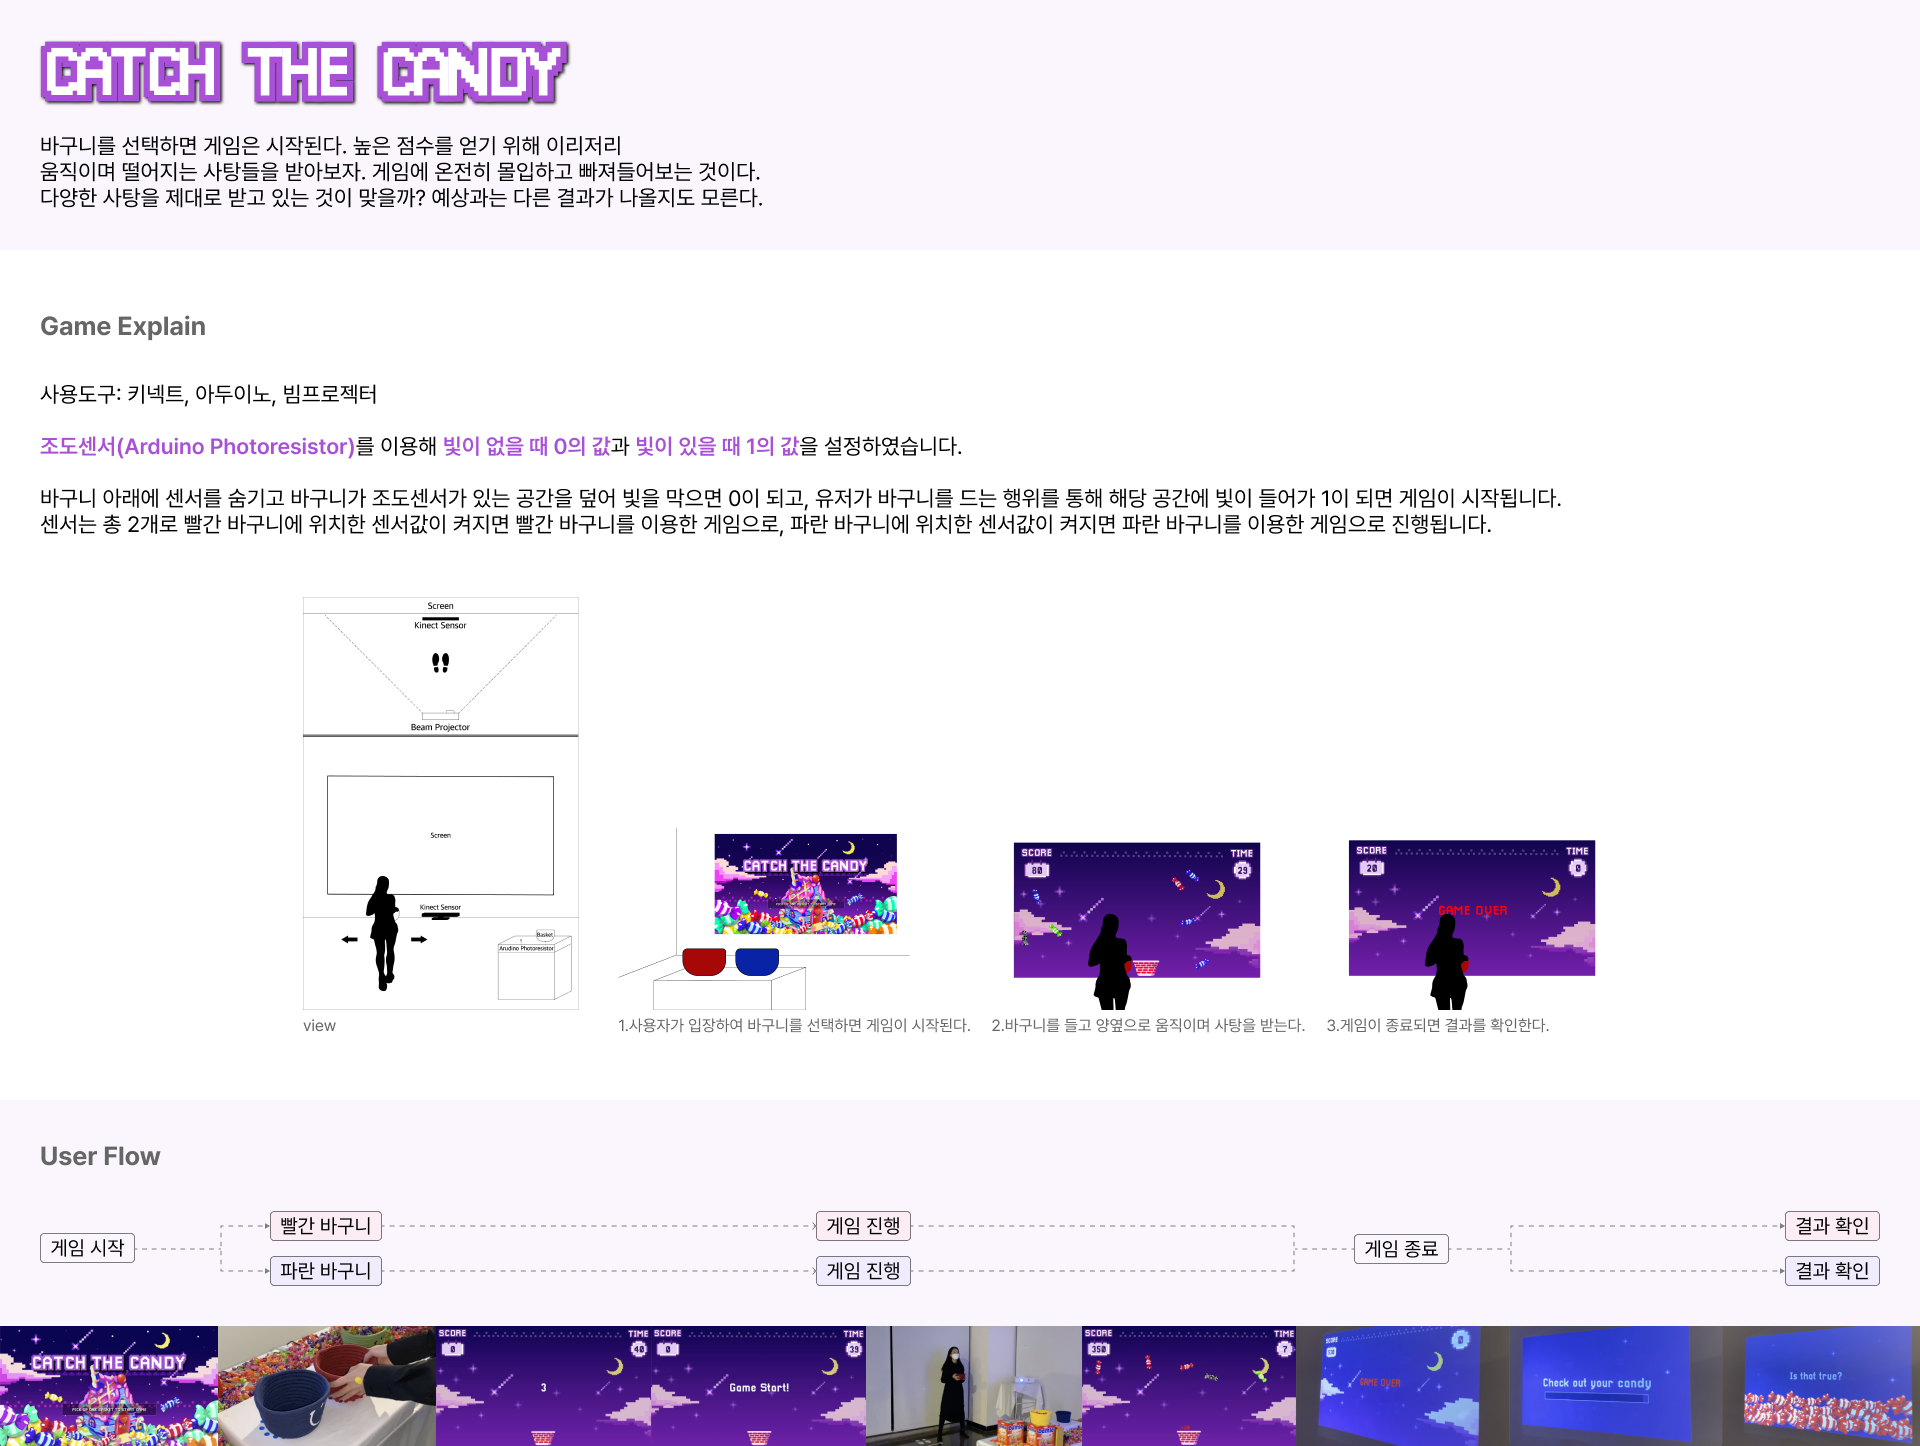 CATCH THE CANDY
바구니를 선택하면 게임은 시작된다. 높은 점수를 얻기 위해 이리저리
움직이며 떨어지는 사탕들을 받아보자. 게임에 온전히 몰입하고 빠져들어보는 것이다.
다양한 사탕을 제대로 받고 있는 것이 맞을까? 예상과는 다른 결과가 나올지도 모른다.
Game Explain
사용도구: 키넥트, 아두이노, 빔프로젝터
조도센서(Arduino Photoresistor)를 이용해 빛이 없을 때 0의 값과 빛이 있을 때 1의 값을 설정하였습니다.
바구니 아래에 센서를 숨기고 바구니가 조도센서가 있는 공간을 덮어 빛을 막으면 0이 되고, 유저가 바구니를 드는 행위를 통해 해당 공간에 빛이 들어가 1이 되면 게임이 시작됩니다.
센서는 총 2개로 빨간 바구니에 위치한 센서값이 켜지면 빨간 바구니를 이용한 게임으로, 파란 바구니에 위치한 센서값이 켜지면 파란 바구니를 이용한 게임으로 진행됩니다.
Screen
Kinect Sensor
Beam Projector
Screen
Kinect Sensor
Basket
Arudino Photoresistor
view
CATCH THE CANDY
1.사용자가 입장하여 바구니를 선택하면 게임이 시작된다.
SCORE
80
TIME
29
2.바구니를 들고 양옆으로 움직이며 사탕을 받는다.
SCORE
20
TIME
0
GAME OVER
3.게임이 종료되면 결과를 확인한다.
User Flow
게임 시작
빨간 바구니
파란 바구니
게임 진행
게임 진행
게임 종료
결과 확인
결과 확인
CATCH THE CANDY
SCORE
0
TIME
40
3
SCORE
0
TIME
39
Game Start!
SCORE
350
TIME
7
SCORE
TIME
0
GAME OVER
Check out your candy
Is that true?